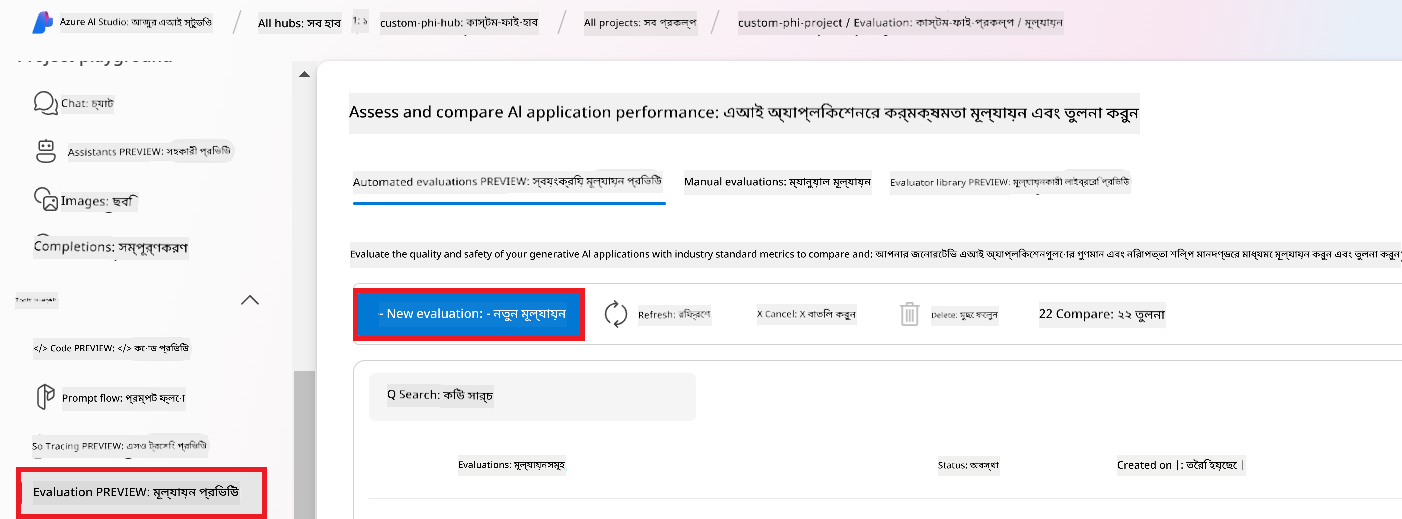 Azure AI Studio: আজুর এআই স্টুডিও / All hubs: সব হাব custom-phi-hub: কাস্টম-ফাই-হাব / All projects: সব প্রকল্প / custom-phi-project / Evaluation: কাস্টম-ফাই-প্রকল্প / মূল্যায়ন
Project playground
Chat: চ্যাট
Assistants PREVIEW: সহকারী প্রভিউ
Images: ছবি
Completions: সম্পূর্ণকরণ
</> Code PREVIEW: </> কোড প্রভিউ
Prompt flow: প্রম্পট ফ্লো
So Tracing PREVIEW: এসও ট্রেসিং প্রভিউ
Evaluation PREVIEW: মূল্যায়ন প্রভিউ
Assess and compare AI application performance: এআই অ্যাপ্লিকেশনের কর্মক্ষমতা মূল্যায়ন এবং তুলনা করুন
Automated evaluations PREVIEW: স্বয়ংক্রিয় মূল্যায়ন প্রভিউ Manual evaluations: ম্যানুয়াল মূল্যায়ন Evaluator library PREVIEW: মূল্যায়নকারী লাইব্রেরি প্রভিউ
Evaluate the quality and safety of your generative AI applications with industry standard metrics to compare and: আপনার জেনারেটিভ এআই অ্যাপ্লিকেশনগুলোর গুণমান এবং নিরাপত্তা শিল্প মানদণ্ডের মাধ্যমে মূল্যায়ন করুন এবং তুলনা করুন
- New evaluation: - নতুন মূল্যায়ন Refresh: রিফ্রেশ X Cancel: X বাতিল করুন Delete: মুছে ফেলুন 22 Compare: ২২ তুলনা
Q Search: কিউ সার্চ
Evaluations: মূল্যায়নসমূহ Status: অবস্থা Created on |: তৈরি হয়েছে |